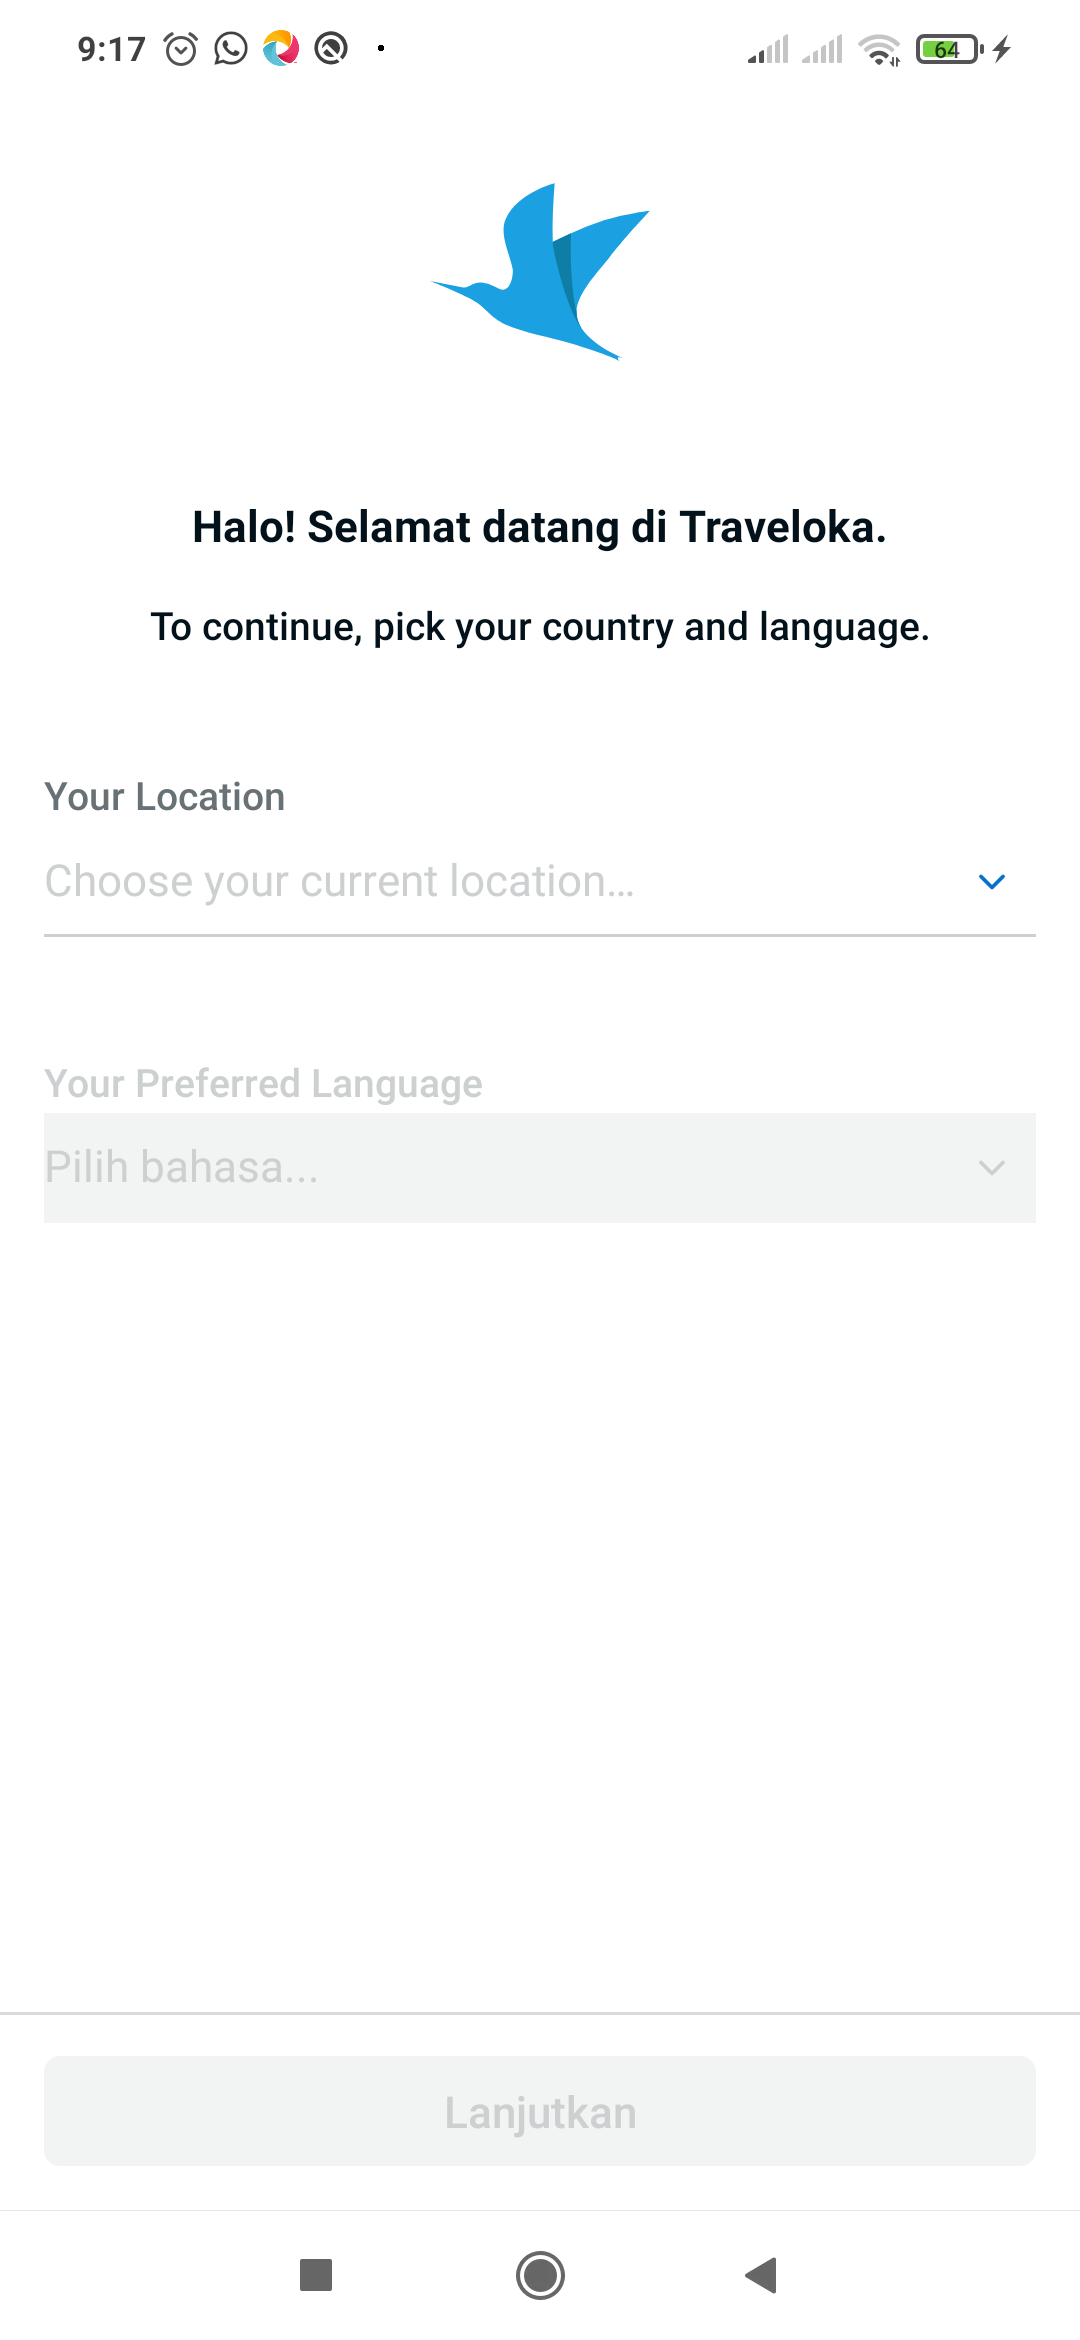 9:17
64
Halo! Selamat datang di Traveloka.
To continue, pick your country and language.
Your Location
Choose your current location...
Your Preferred Language
Pilih bahasa...
Lanjutkan